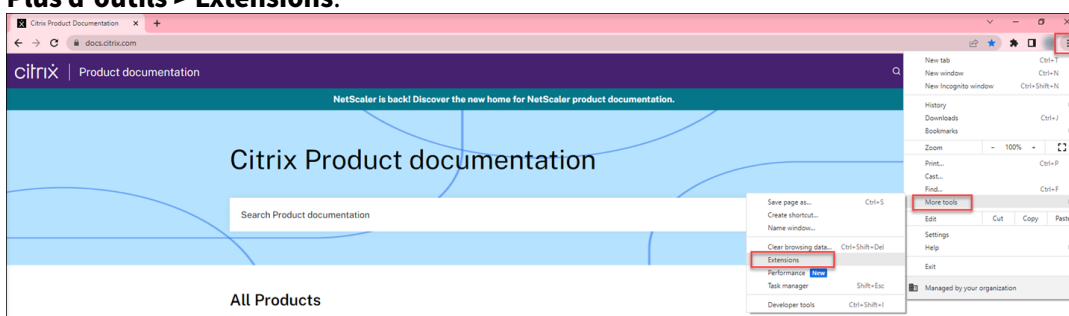 Plus d'outils > Extensions.
Citrix Product Documentation
docs.citrix.com
citrix | Product documentation
NetScaler is back! Discover the new home for NetScaler product documentation.
Citrix Product documentation
Search Product documentation
All Products
New tab Ctrl+T
New window Ctrl+N
New Incognito window Ctrl+Shift+N
History
Downloads Ctrl+J
Bookmarks
Zoom - 100% +
Print... Ctrl+P
Cast...
Find... Ctrl+F
More tools
Edit Cut Copy Paste
Settings
Help
Exit
Managed by your organization
Save page as... Ctrl+S
Create shortcut...
Name window...
Clear browsing data... Ctrl+Shift+Del
Extensions
Performance New
Task manager Shift+Esc
Developer tools Ctrl+Shift+I